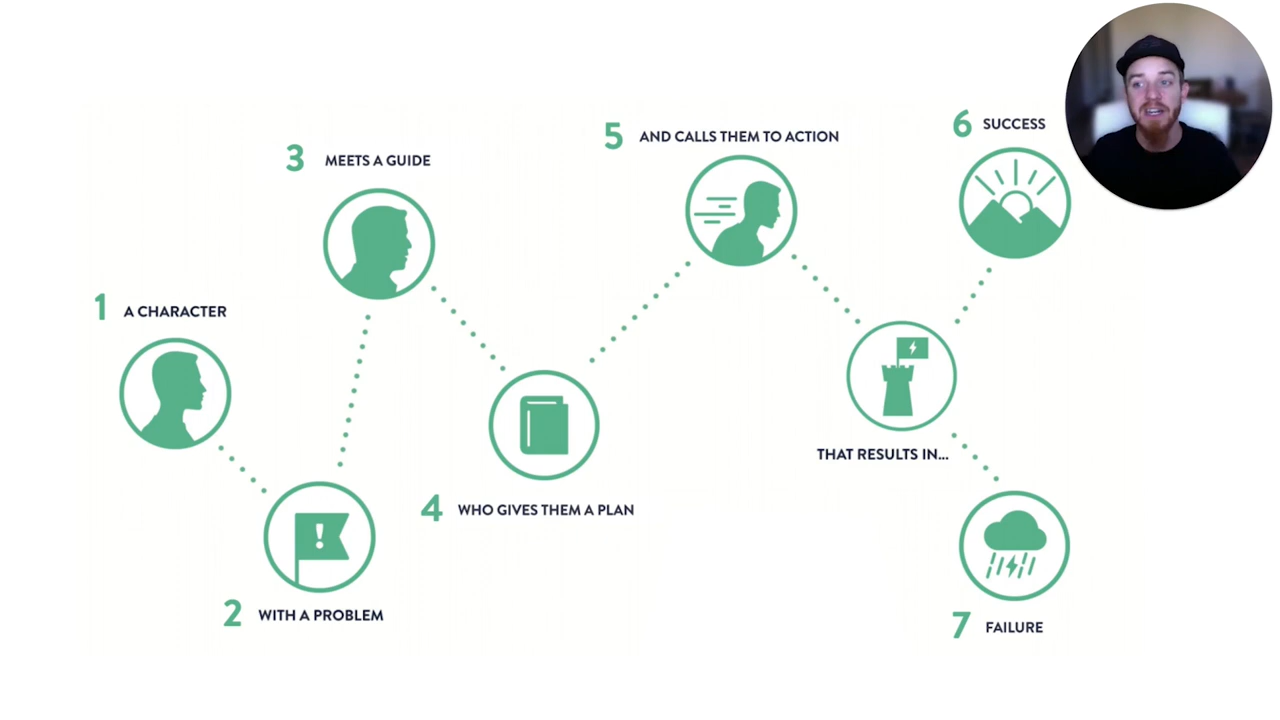 1 A CHARACTER
2 WITH A PROBLEM
3 MEETS A GUIDE
4 WHO GIVES THEM A PLAN
5 AND CALLS THEM TO ACTION
THAT RESULTS IN...
6 SUCCESS
7 FAILURE